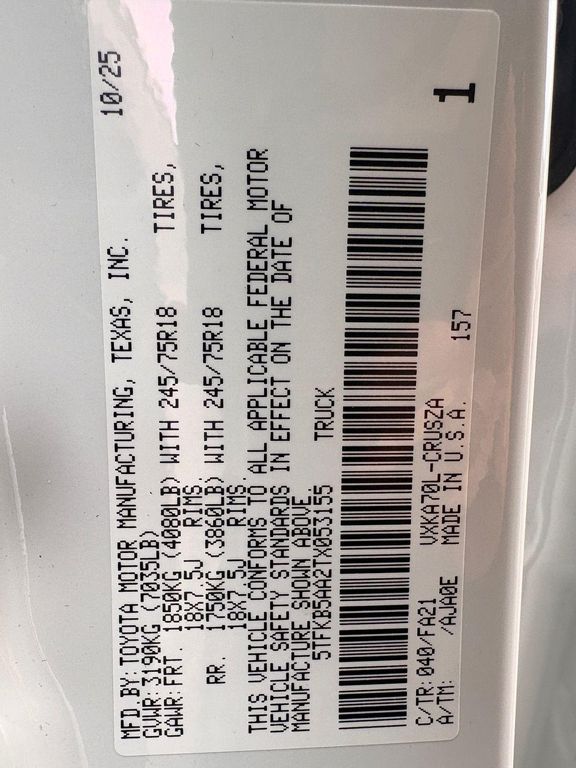 MFD.BY:TOYOTA MOTOR MANUFACTURING, TEXAS, INC. 10/25
GVWR:3190KG (7035LB)
GAWR:FRT. 1850KG (4080LB) WITH 245/75R18 TIRES,
18X7.5J RIMS
RR. 1750KG (3860LB) WITH 245/75R18 TIRES,
18X7.5J RIMS.
THIS VEHICLE CONFORMS TO ALL APPLICABLE FEDERAL MOTOR
VEHICLE SAFETY STANDARDS IN EFFECT ON THE DATE OF
MANUFACTURE SHOWN ABOVE.
5TFKB5AA2TX053155 TRUCK
1
C/TR:040/FA21 VXKA70L-CRUSZA
A/TM: /AJA0E MADE IN U.S.A. 157